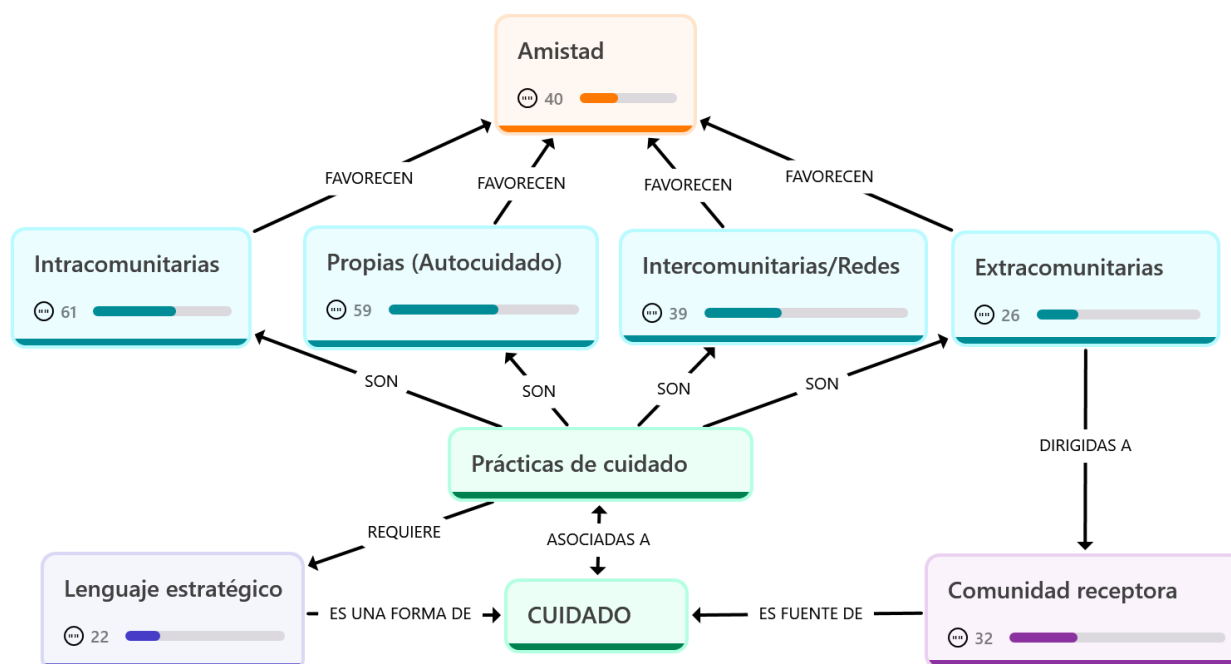 Amistad
40
FAVORECEN
FAVORECEN
FAVORECEN
FAVORECEN
Intracomunitarias
61
Propias (Autocuidado)
59
Intercomunitarias/Redes
39
Extracomunitarias
26
SON
SON
SON
SON
DIRIGIDAS A
Prácticas de cuidado
REQUIERE
ASOCIADAS A
Lenguaje estratégico
22
ES UNA FORMA DE
CUIDADO
ES FUENTE DE
Comunidad receptora
32